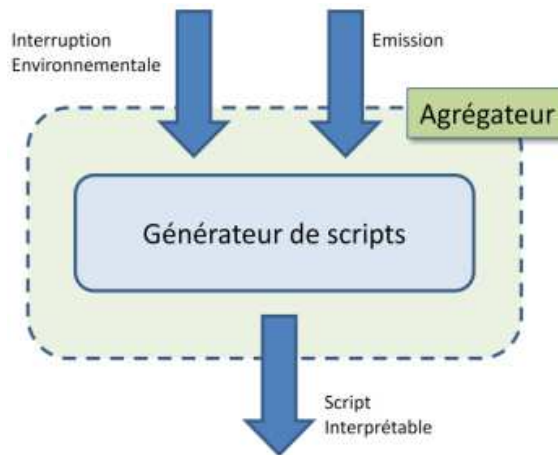 Interruption
Environnementale
Emission
Agrégateur
Générateur de scripts
Script
Interprétable